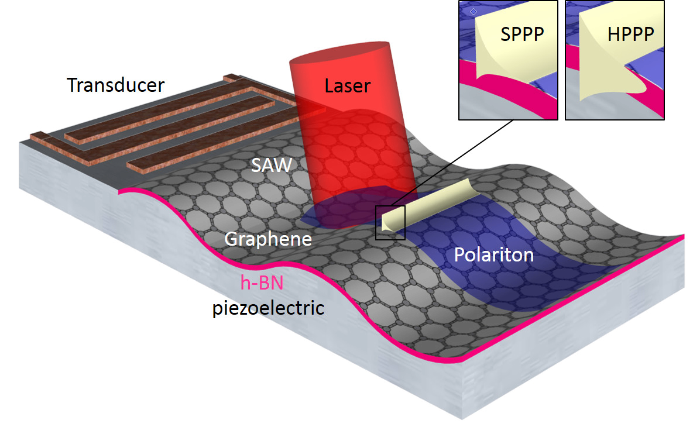 SPPP
HPPP
Transducer
Laser
SAW
Graphene
Polariton
h-BN
piezoelectric